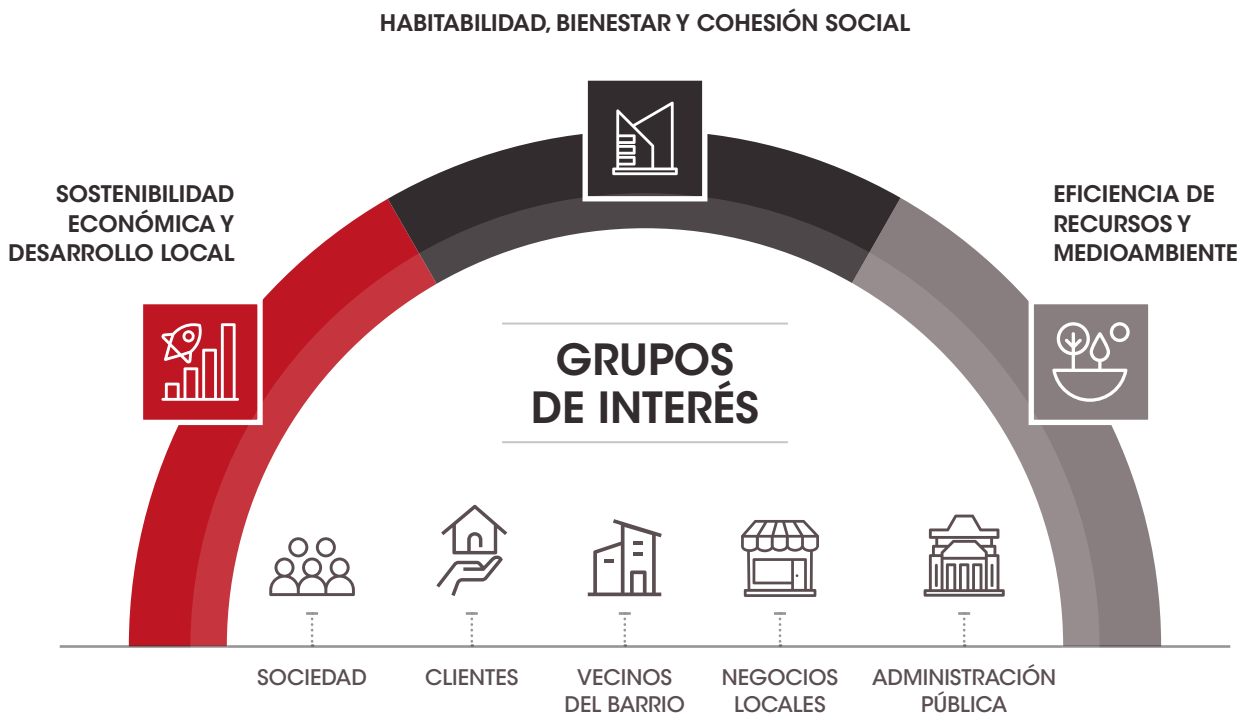 HABITABILIDAD, BIENESTAR Y COHESIÓN SOCIAL
SOSTENIBILIDAD
ECONÓMICA Y
DESARROLLO LOCAL
EFICIENCIA DE
RECURSOS Y
MEDIOAMBIENTE
GRUPOS
DE INTERÉS
SOCIEDAD
CLIENTES
VECINOS
DEL BARRIO
NEGOCIOS
LOCALES
ADMINISTRACIÓN
PÚBLICA